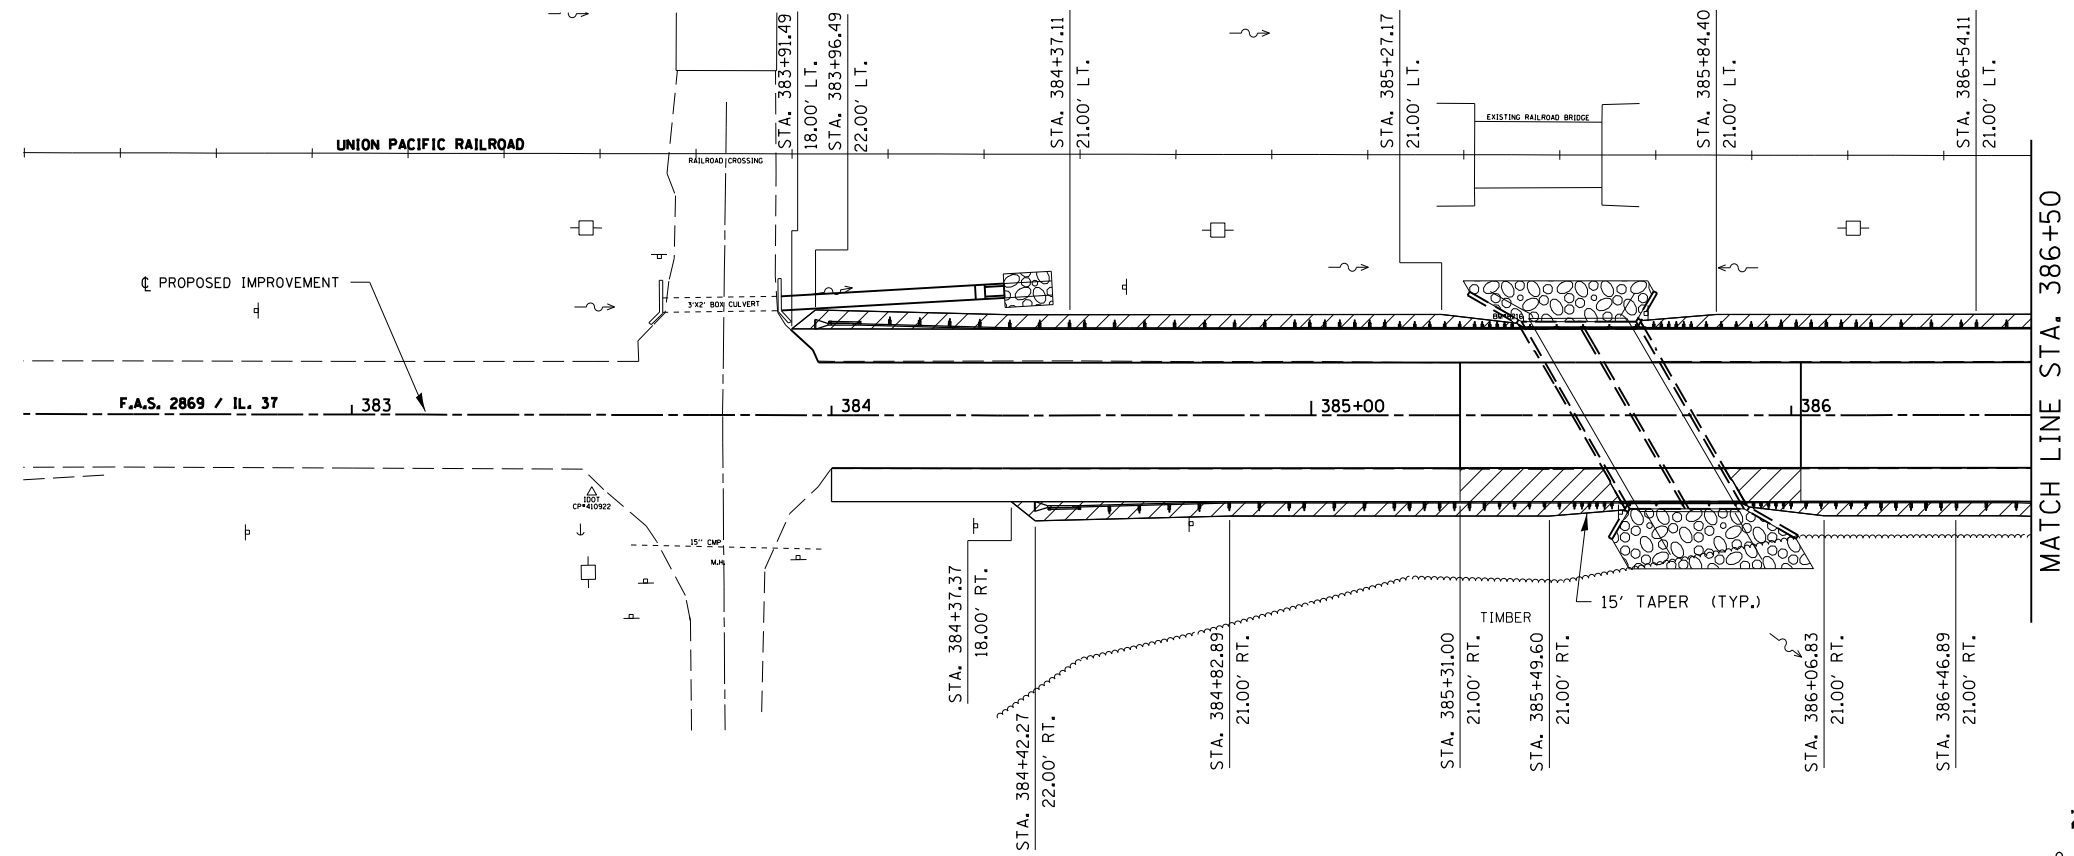 STA. 383+91.49
18.00' LT.
STA. 383+96.49
22.00' LT.
STA. 384+37.11
21.00' LT.
STA. 385+27.17
21.00' LT.
STA. 385+84.40
21.00' LT.
STA. 386+54.11
21.00' LT.
EXISTING RAILROAD BRIDGE
UNION PACIFIC RAILROAD
RAILROAD CROSSING
MATCH LINE STA. 386+50
℄ PROPOSED IMPROVEMENT
3'X2' BOX CULVERT
F.A.S. 2869 / IL. 37
383
384
385+00
386
IDOT
CP#410922
15" CMP
M.H.
STA. 384+37.37
18.00' RT.
STA. 384+42.27
22.00' RT.
STA. 384+82.89
21.00' RT.
TIMBER
15' TAPER (TYP.)
STA. 385+31.00
21.00' RT.
STA. 385+49.60
21.00' RT.
STA. 386+06.83
21.00' RT.
STA. 386+46.89
21.00' RT.